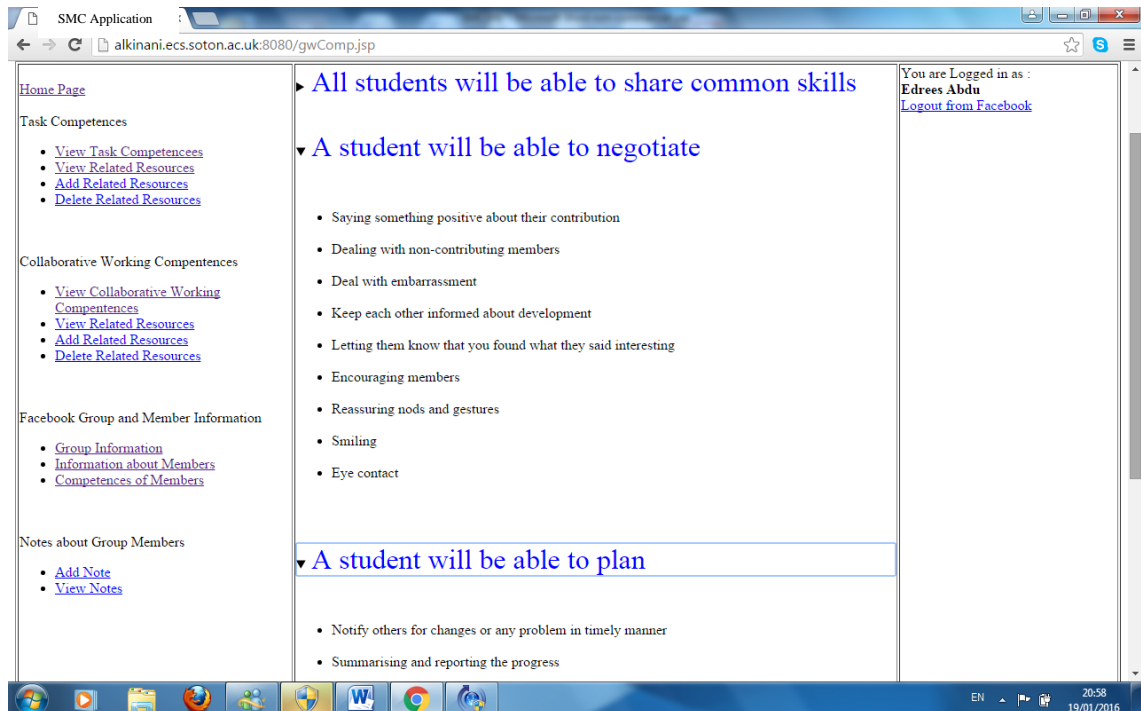 SMC Application
alkinani.ecs.soton.ac.uk:8080/gwComp.jsp
Home Page
Task Competences
View Task Competencees
View Related Resources
Add Related Resources
Delete Related Resources
Collaborative Working Compentences
View Collaborative Working
Compentences
View Related Resources
Add Related Resources
Delete Related Resources
Facebook Group and Member Information
Group Information
Information about Members
Competences of Members
Notes about Group Members
Add Note
View Notes
All students will be able to share common skills
A student will be able to negotiate
Saying something positive about their contribution
Dealing with non-contributing members
Deal with embarrassment
Keep each other informed about development
Letting them know that you found what they said interesting
Encouraging members
Reassuring nods and gestures
Smiling
Eye contact
A student will be able to plan
Notify others for changes or any problem in timely manner
Summarising and reporting the progress
You are Logged in as :
Edrees Abdu
Logout from Facebook
EN
20:58
19/01/2016